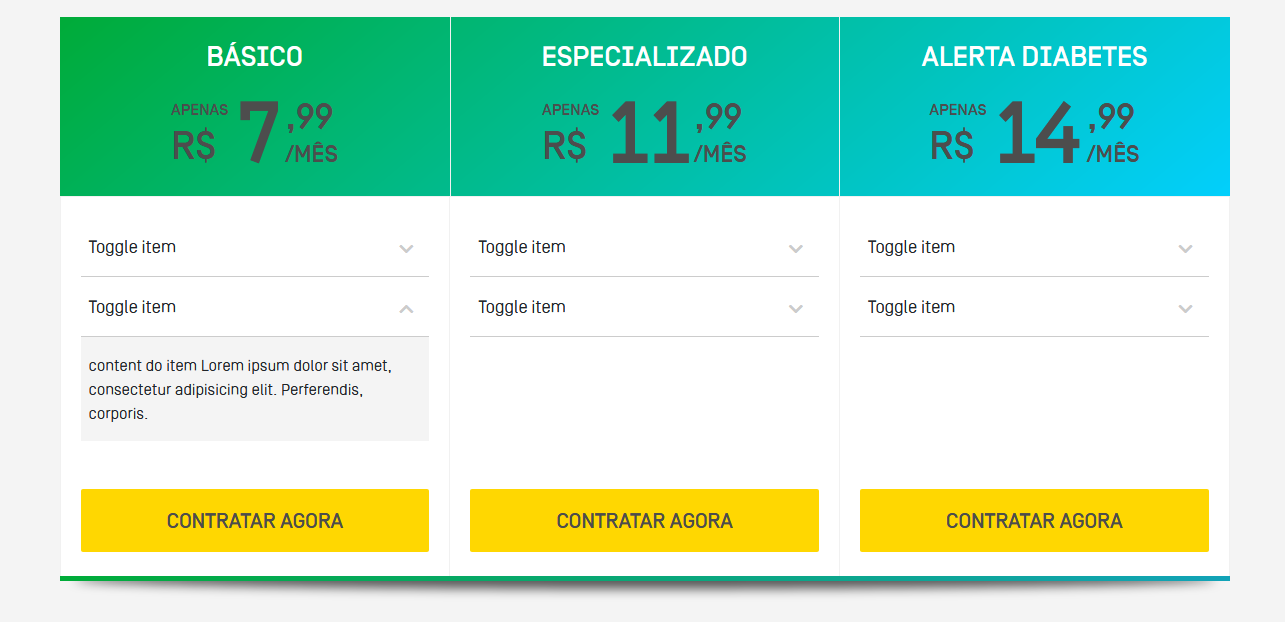 BÁSICO
APENAS
R$ 7,99
/MÊS
Toggle item
Toggle item
content do item Lorem ipsum dolor sit amet,
consectetur adipisicing elit. Perferendis,
corporis.
CONTRATAR AGORA
ESPECIALIZADO
APENAS
R$ 11,99
/MÊS
Toggle item
Toggle item
CONTRATAR AGORA
ALERTA DIABETES
APENAS
R$ 14,99
/MÊS
Toggle item
Toggle item
CONTRATAR AGORA